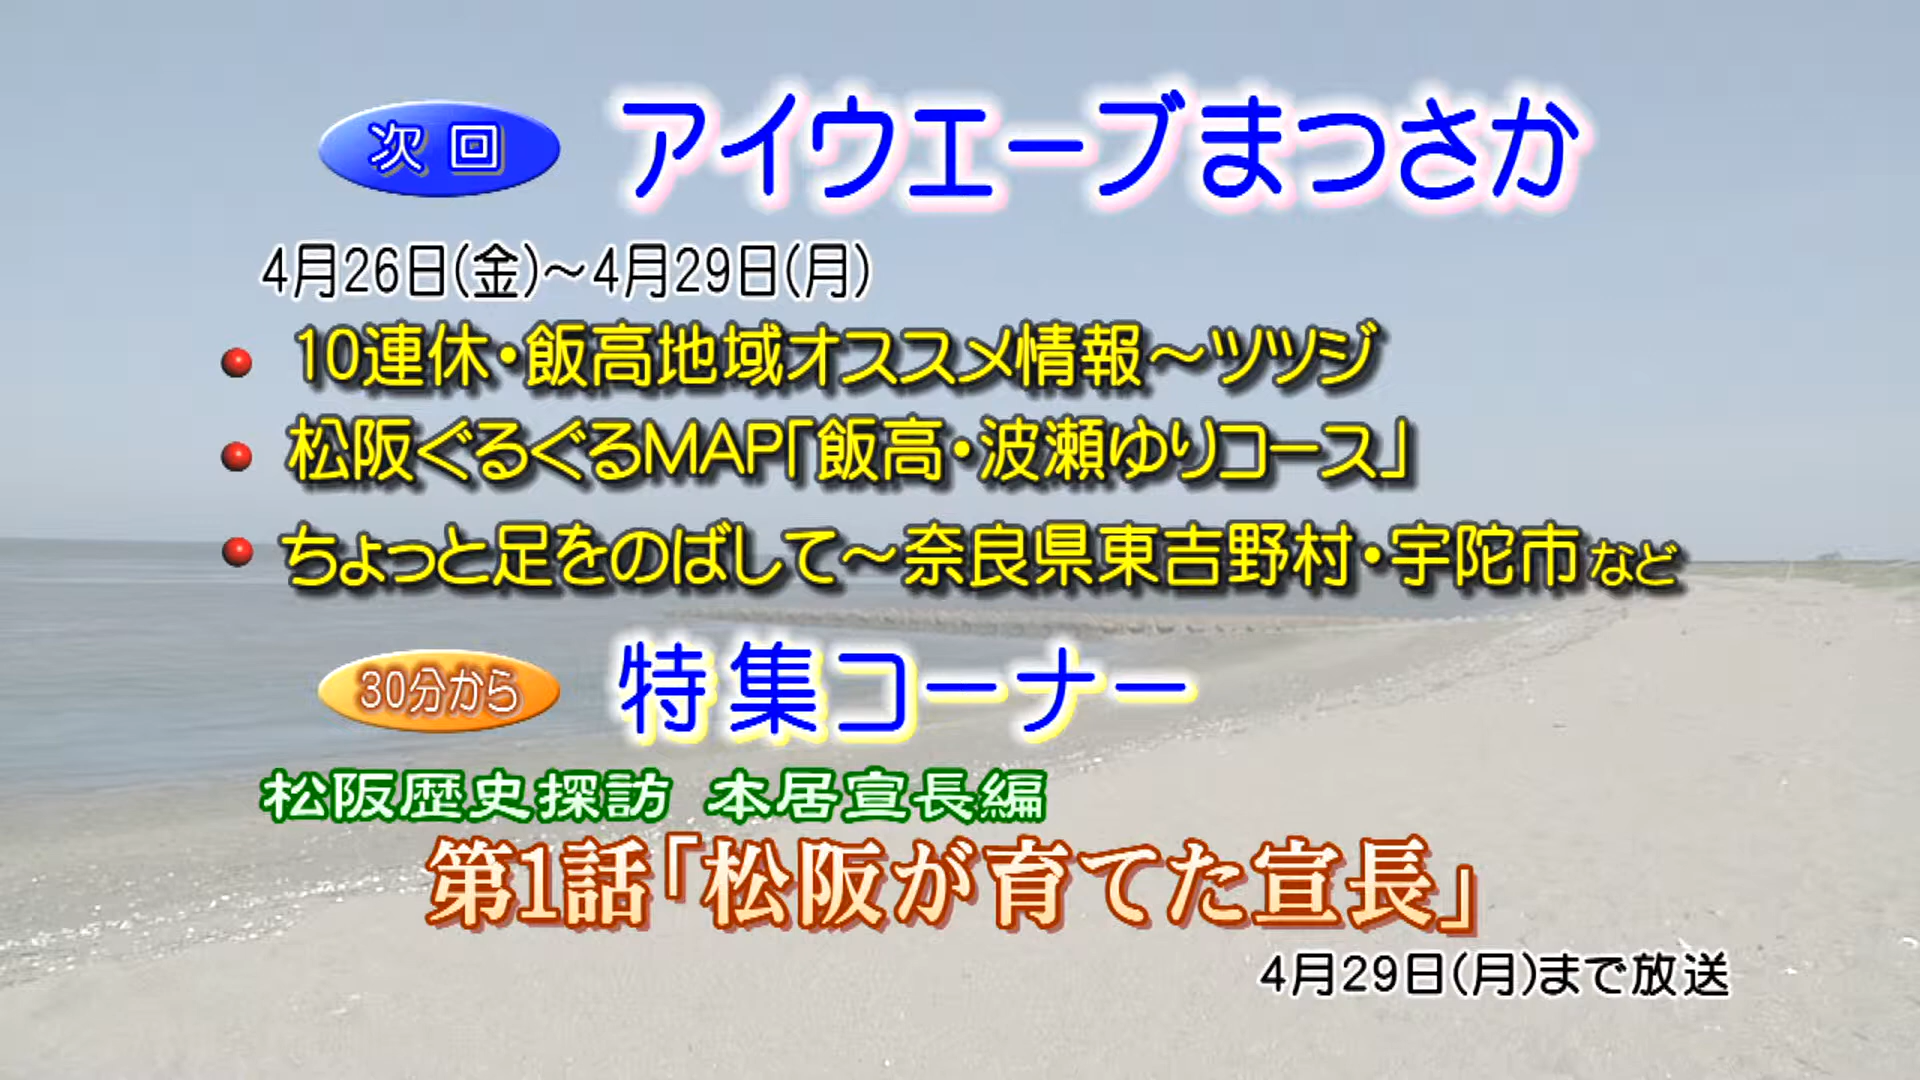 次回 アイウエーブまつさか
4月26日(金)～4月29日(月)
10連休・飯高地域オススメ情報～ツツジ
松阪ぐるぐるMAP「飯高・波瀬ゆりコース」
ちょっと足をのばして～奈良県東吉野村・宇陀市 など
30分から 特集コーナー
松阪歴史探訪 本居宣長編
第1話「松阪が育てた宣長」
4月29日(月)まで放送